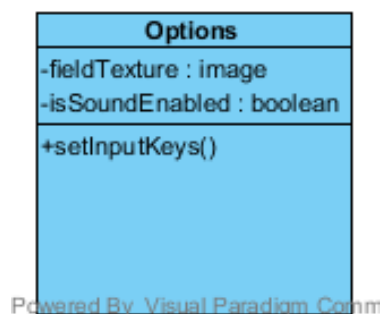 Options
-fieldTexture : image
-isSoundEnabled : boolean
+setInputKeys()
Powered By Visual Paradigm Comm